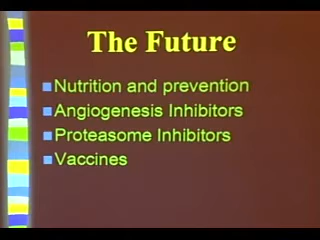 The Future
Nutrition and prevention
Angiogenesis Inhibitors
Proteasome Inhibitors
Vaccines